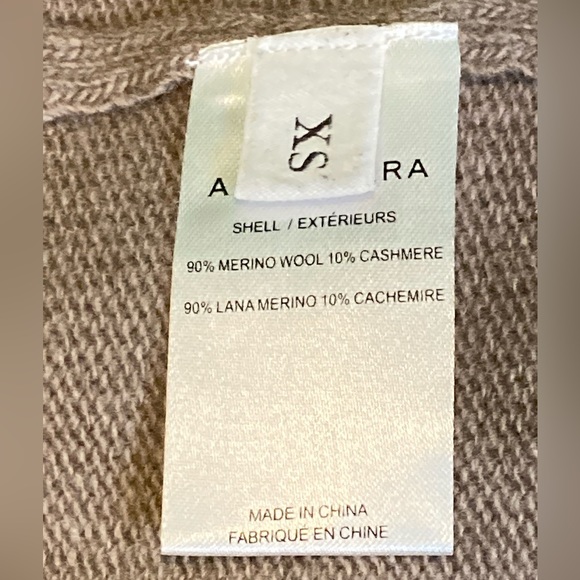 XS
SHELL / EXTÉRIEURS
90% MERINO WOOL 10% CASHMERE
90% LANA MERINO 10% CACHEMIRE
MADE IN CHINA
FABRIQUÉ EN CHINE